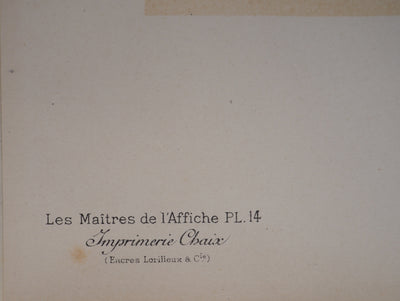 Les Maîtres de l'Affiche PL. 14
Imprimerie Chaix
(Encres Lorilleux & Cie)